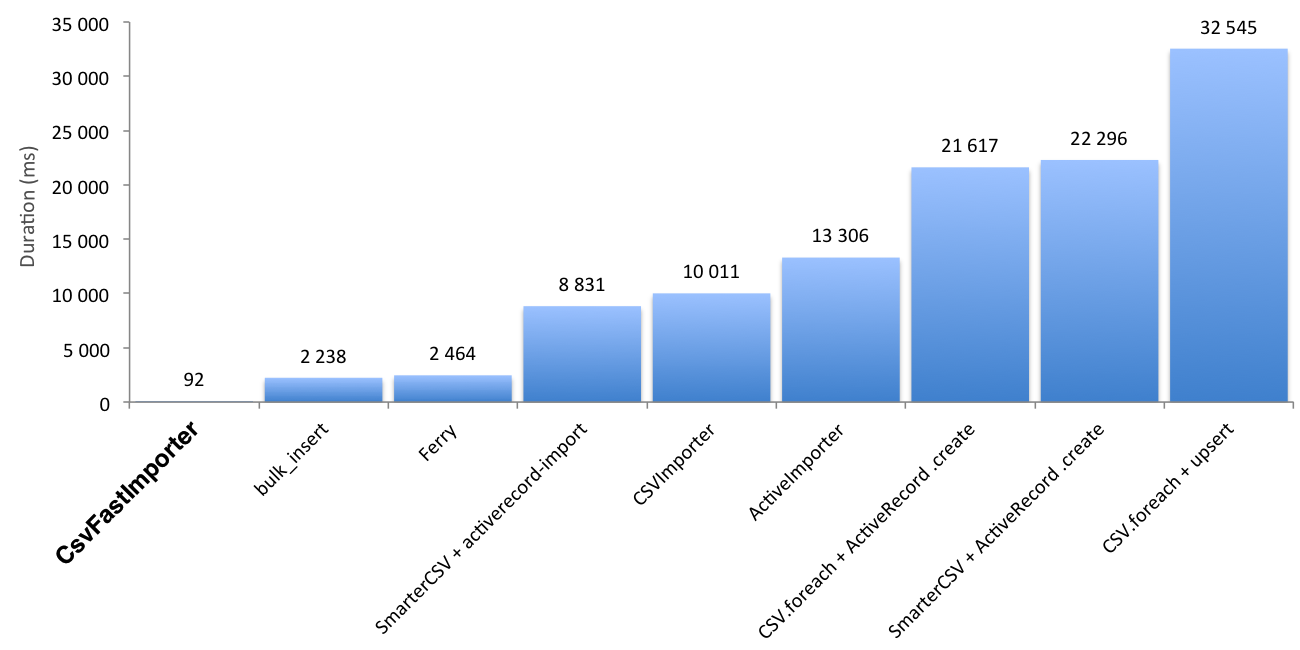 35 000
30 000
25 000
20 000
15 000
10 000
5 000
0
Duration (ms)
92
2 238
2 464
8 831
10 011
13 306
21 617
22 296
32 545
CsvFastImporter
bulk_insert
Ferry
SmarterCSV + activerecord-import
CSVImporter
ActiveImporter
CSV.foreach + ActiveRecord .create
SmarterCSV + ActiveRecord .create
CSV.foreach + upsert